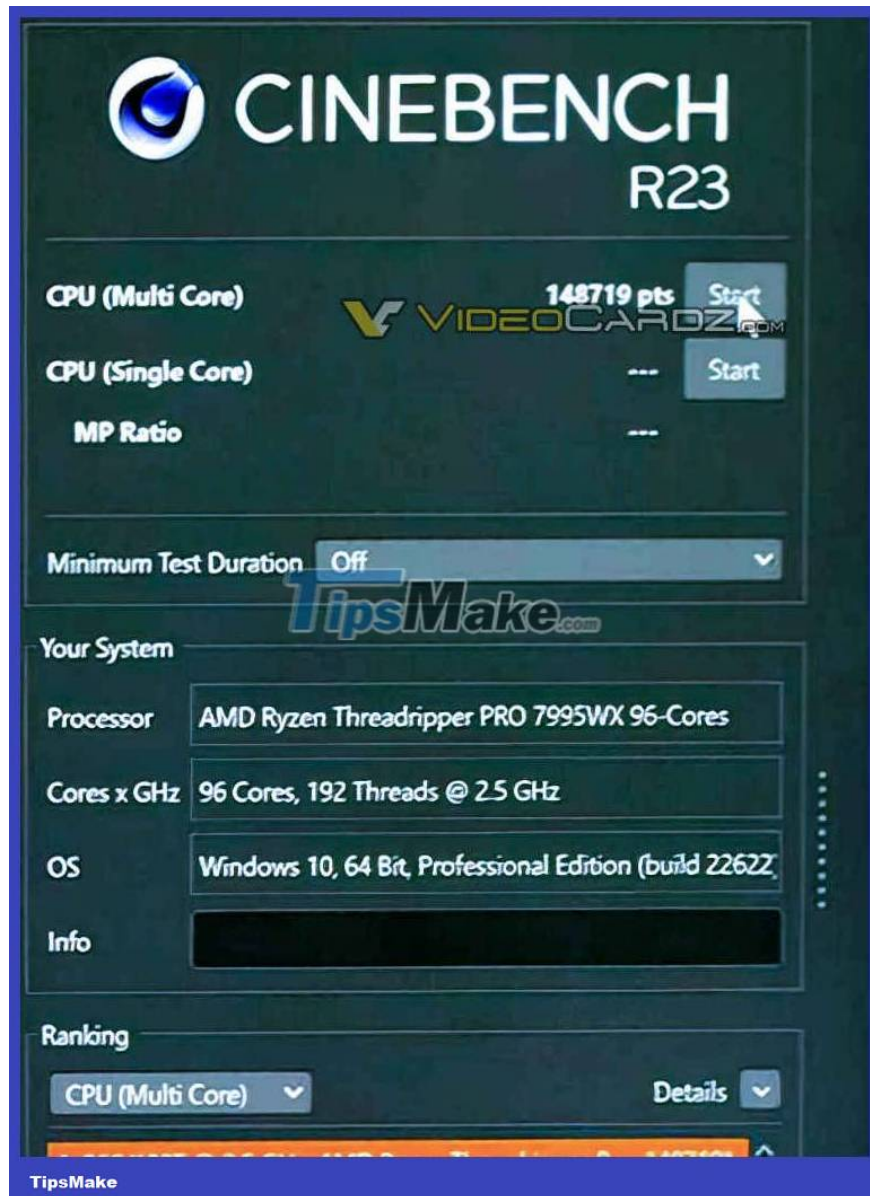 CINEBENCH
R23
CPU (Multi Core) 148719 pts Start
VIDEOCARDZ.COM
CPU (Single Core) --- Start
MP Ratio ---
Minimum Test Duration Off
TipsMake.com
Your System
Processor AMD Ryzen Threadripper PRO 7995WX 96-Cores
Cores x GHz 96 Cores, 192 Threads @ 2.5 GHz
OS Windows 10, 64 Bit, Professional Edition (build 22622
Info
Ranking
CPU (Multi Core) Details
TipsMake